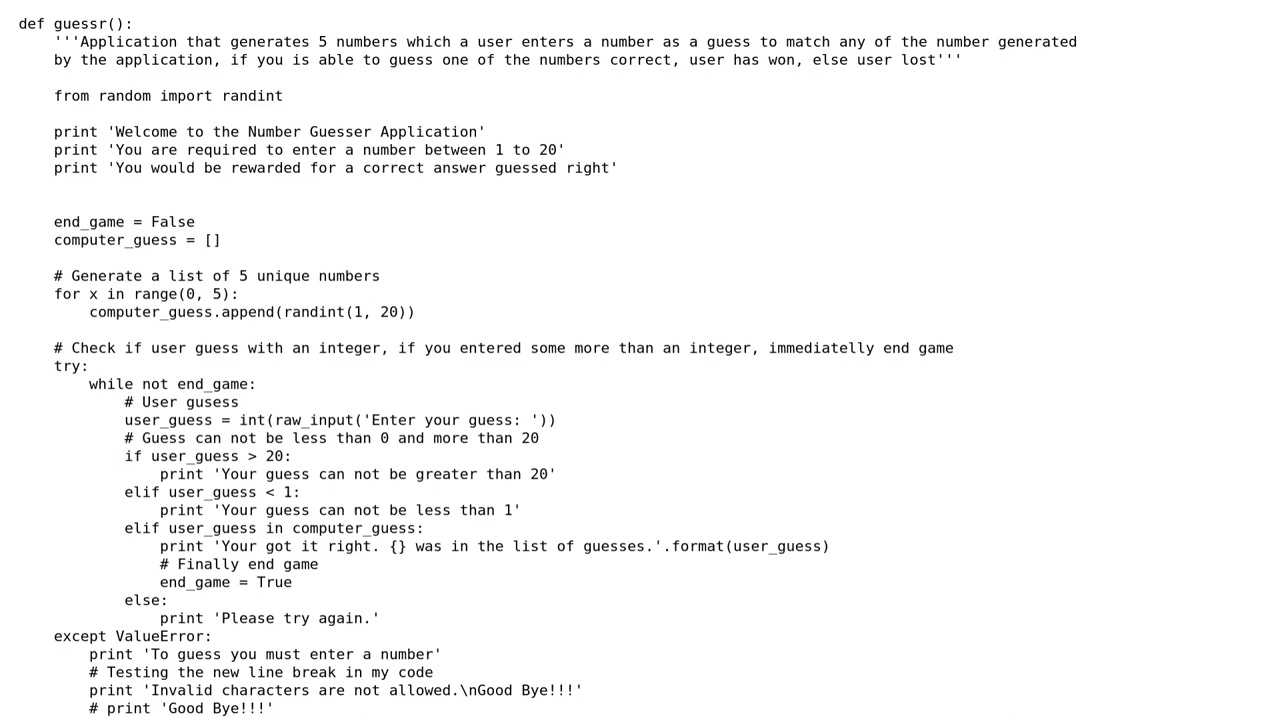 def guessr():
    '''Application that generates 5 numbers which a user enters a number as a guess to match any of the number generated
    by the application, if you is able to guess one of the numbers correct, user has won, else user lost'''
    from random import randint
    print 'Welcome to the Number Guesser Application'
    print 'You are required to enter a number between 1 to 20'
    print 'You would be rewarded for a correct answer guessed right'
    end_game = False
    computer_guess = []
    # Generate a list of 5 unique numbers
    for x in range(0, 5):
        computer_guess.append(randint(1, 20))
    # Check if user guess with an integer, if you entered some more than an integer, immediatelly end game
    try:
        while not end_game:
            # User gusess
            user_guess = int(raw_input('Enter your guess: '))
            # Guess can not be less than 0 and more than 20
            if user_guess > 20:
                print 'Your guess can not be greater than 20'
            elif user_guess < 1:
                print 'Your guess can not be less than 1'
            elif user_guess in computer_guess:
                print 'Your got it right. {} was in the list of guesses.'.format(user_guess)
                # Finally end game
                end_game = True
            else:
                print 'Please try again.'
    except ValueError:
        print 'To guess you must enter a number'
        # Testing the new line break in my code
        print 'Invalid characters are not allowed.\nGood Bye!!!'
        # print 'Good Bye!!!'